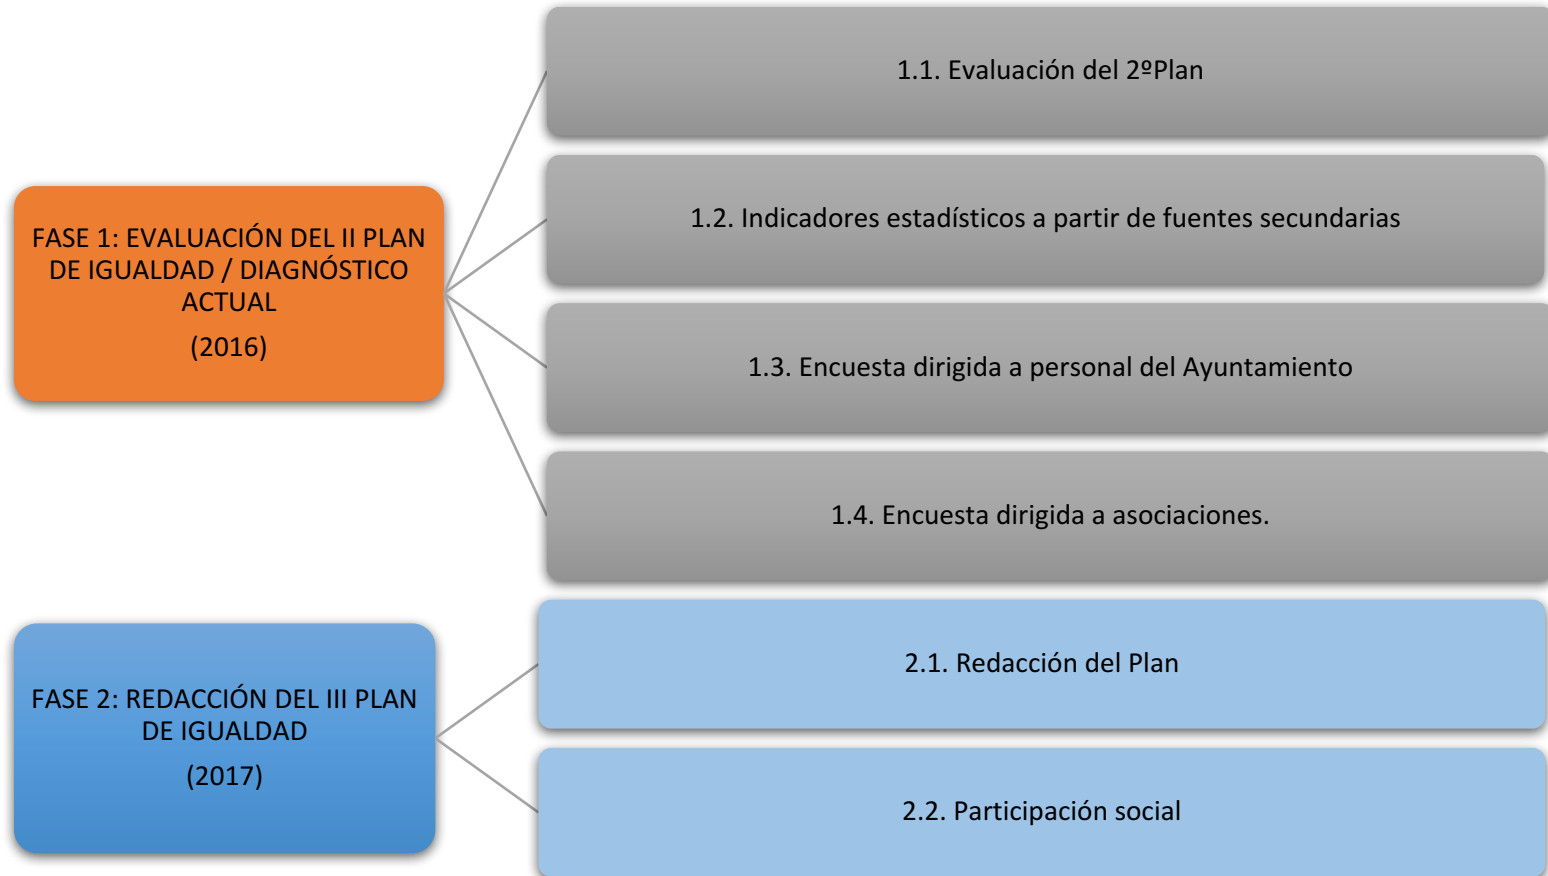 FASE 1: EVALUACIÓN DEL II PLAN
DE IGUALDAD / DIAGNÓSTICO
ACTUAL
(2016)
1.1. Evaluación del 2ºPlan
1.2. Indicadores estadísticos a partir de fuentes secundarias
1.3. Encuesta dirigida a personal del Ayuntamiento
1.4. Encuesta dirigida a asociaciones.
FASE 2: REDACCIÓN DEL III PLAN
DE IGUALDAD
(2017)
2.1. Redacción del Plan
2.2. Participación social